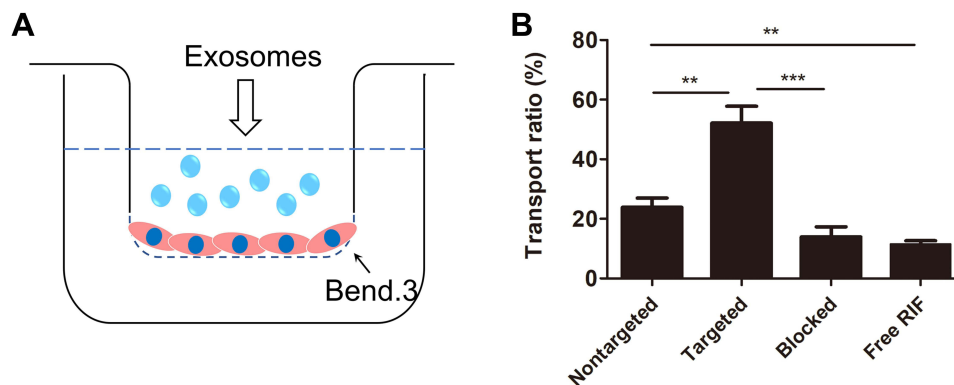 A
Exosomes
Bend.3
B
Transport ratio (%)
80
60
40
20
0
**
**
***
Nontargeted
Targeted
Blocked
Free RIF